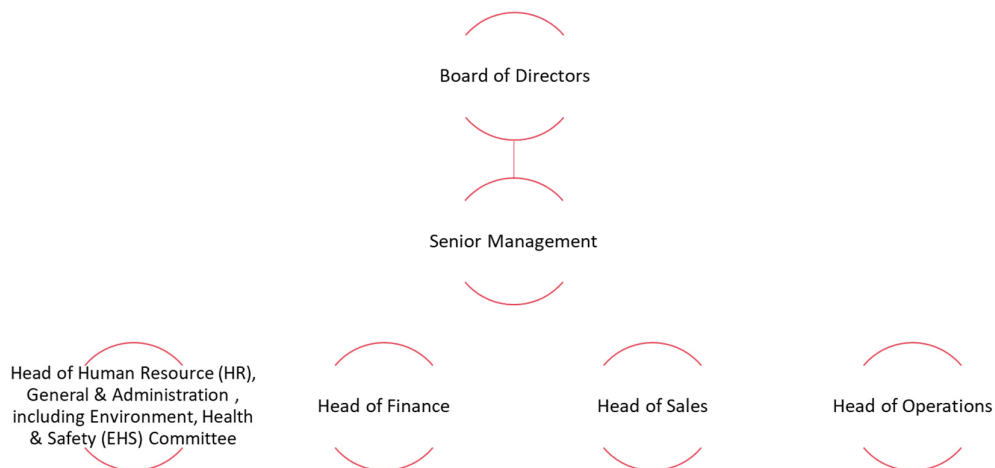 Board of Directors
Senior Management
Head of Human Resource (HR),
General & Administration ,
including Environment, Health
& Safety (EHS) Committee
Head of Finance
Head of Sales
Head of Operations